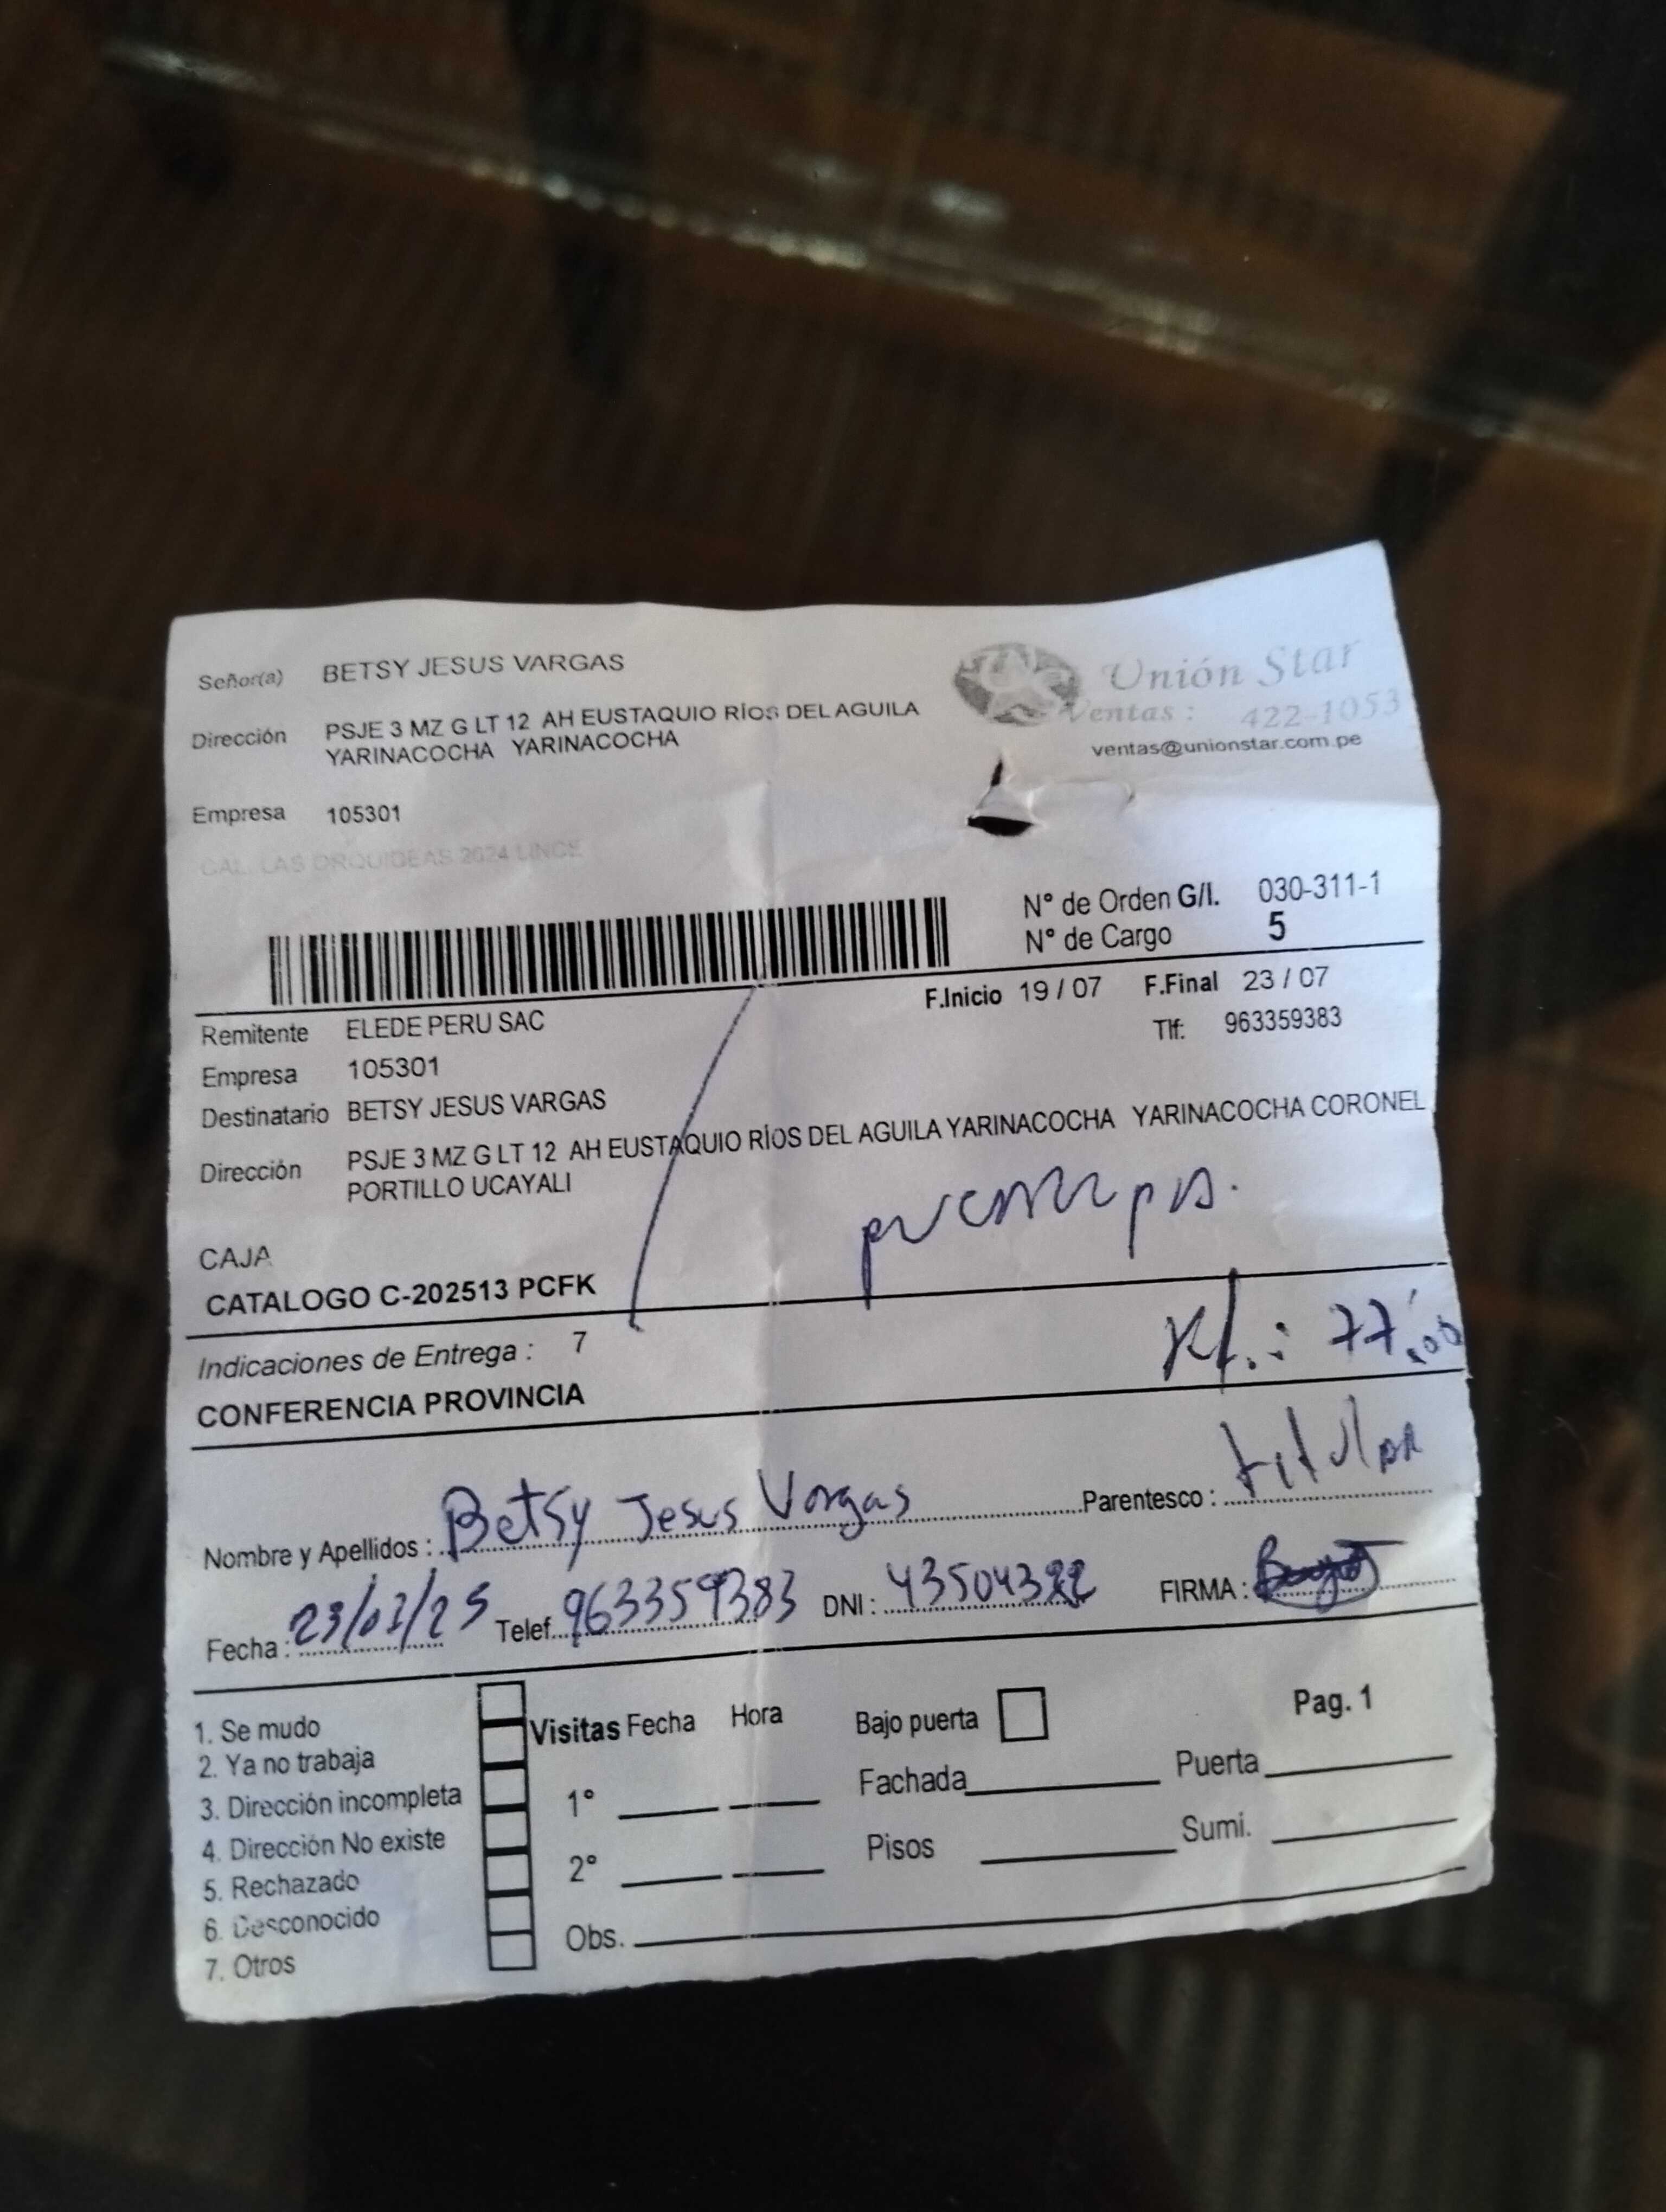 Señor(a) BETSY JESUS VARGAS
Unión Star
Ventas : 422-1053
ventas@unionstar.com.pe
Dirección PSJE 3 MZ G LT 12 AH EUSTAQUIO RÍOS DEL AGUILA
YARINACOCHA YARINACOCHA
Empresa 105301
CAL. LAS ORQUIDEAS 2624 LINCE
N° de Orden G/I. 030-311-1
N° de Cargo 5
F.Inicio 19 / 07 F.Final 23 / 07
Remitente ELEDE PERU SAC
Tlf: 963359383
Empresa 105301
Destinatario BETSY JESUS VARGAS
Dirección PSJE 3 MZ G LT 12 AH EUSTAQUIO RÍOS DEL AGUILA YARINACOCHA YARINACOCHA CORONEL
PORTILLO UCAYALI
CAJA
CATALOGO C-202513 PCFK
Indicaciones de Entrega : 7
77.00
CONFERENCIA PROVINCIA
Nombre y Apellidos : Betsy Jesus Vargas Parentesco : titular
Fecha : 23/07/25 Telef. 963359383 DNI : 435043 FIRMA :
1. Se mudo
2. Ya no trabaja
3. Dirección incompleta
4. Dirección No existe
5. Rechazado
6. Desconocido
7. Otros
Visitas Fecha Hora
1°
2°
Obs.
Bajo puerta
Fachada
Pisos
Pag. 1
Puerta
Sumi.